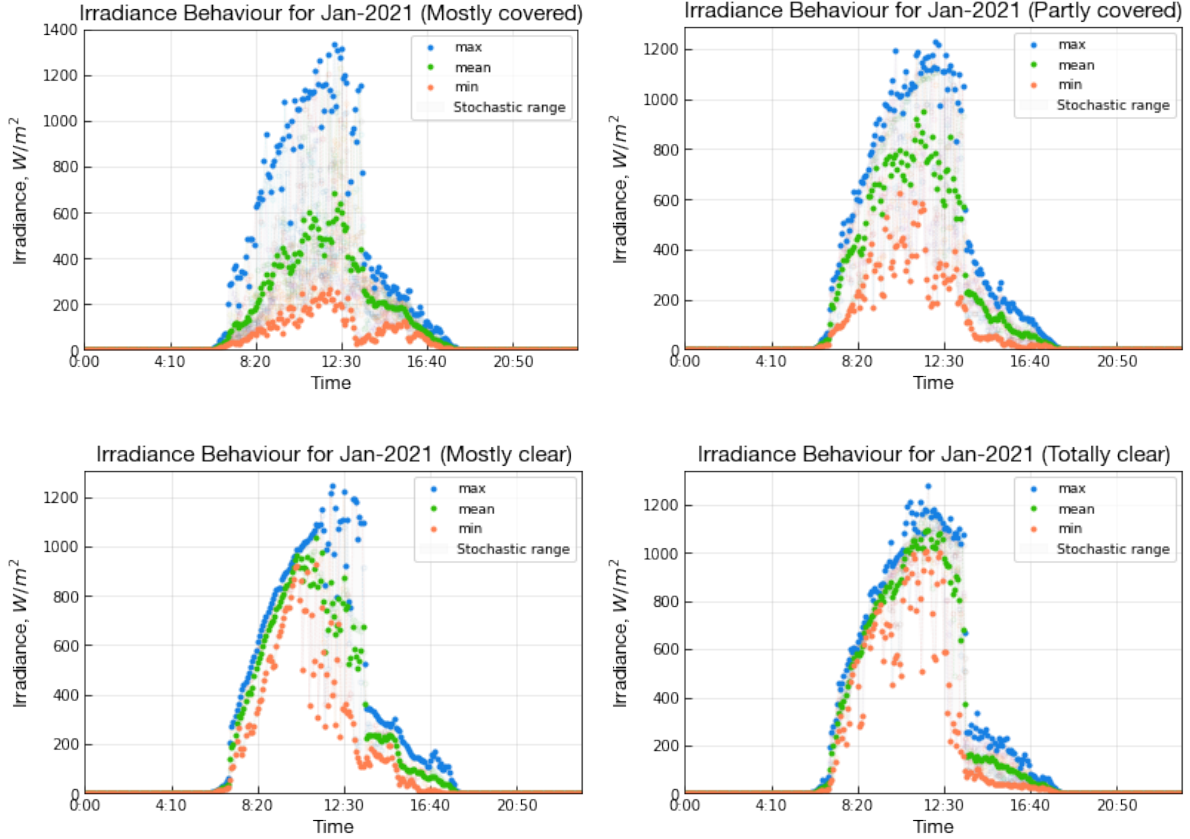 Irradiance Behaviour for Jan-2021 (Mostly covered)
1400
1200
1000
800
600
400
200
0
Irradiance, W/m²
0:00 4:10 8:20 12:30 16:40 20:50
Time
max
mean
min
Stochastic range
Irradiance Behaviour for Jan-2021 (Partly covered)
1200
1000
800
600
400
200
0
Irradiance, W/m²
0:00 4:10 8:20 12:30 16:40 20:50
Time
max
mean
min
Stochastic range
Irradiance Behaviour for Jan-2021 (Mostly clear)
1200
1000
800
600
400
200
0
Irradiance, W/m²
0:00 4:10 8:20 12:30 16:40 20:50
Time
max
mean
min
Stochastic range
Irradiance Behaviour for Jan-2021 (Totally clear)
1200
1000
800
600
400
200
0
Irradiance, W/m²
0:00 4:10 8:20 12:30 16:40 20:50
Time
max
mean
min
Stochastic range